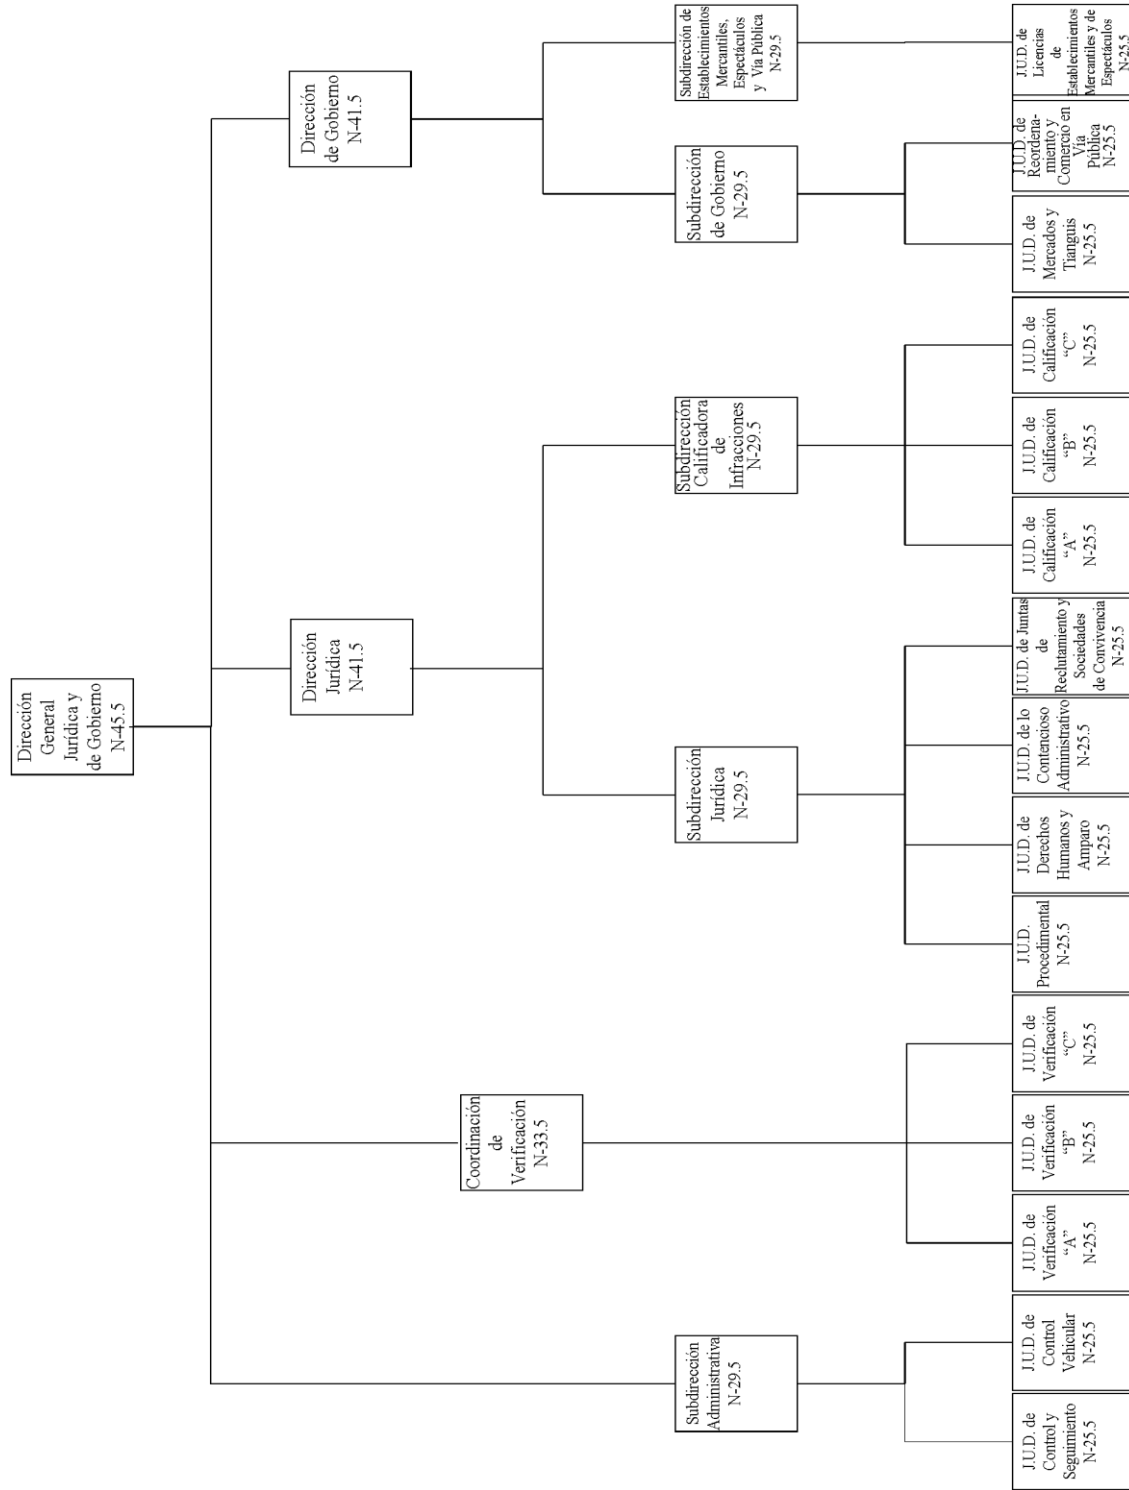 Dirección
General
Jurídica y
de Gobierno
N-45.5
Dirección
Jurídica
N-41.5
Dirección
de Gobierno
N-41.5
Coordinación
de
Verificación
N-33.5
Subdirección
Administrativa
N-29.5
Subdirección
Jurídica
N-29.5
Subdirección
Calificadora
de
Infracciones
N-29.5
Subdirección
de Gobierno
N-29.5
Subdirección de
Establecimientos
Mercantiles,
Espectáculos
y Vía Pública
N-29.5
J.U.D. de
Control y
Seguimiento
N-25.5
J.U.D. de
Control
Vehicular
N-25.5
J.U.D. de
Verificación
“A”
N-25.5
J.U.D. de
Verificación
“B”
N-25.5
J.U.D. de
Verificación
“C”
N-25.5
J.U.D.
Procedimental
N-25.5
J.U.D. de
Derechos
Humanos y
Amparo
N-25.5
J.U.D. de lo
Contencioso
Administrativo
N-25.5
J.U.D. de Juntas
de
Reclutamiento y
Sociedades
de Convivencia
N-25.5
J.U.D. de
Calificación
“A”
N-25.5
J.U.D. de
Calificación
“B”
N-25.5
J.U.D. de
Calificación
“C”
N-25.5
J.U.D. de
Mercados y
Tianguis
N-25.5
J.U.D. de
Reordena-
miento y
Comercio en
Vía
Pública
N-25.5
J.U.D. de
Licencias
de
Establecimientos
Mercantiles y de
Espectáculos
N-25.5